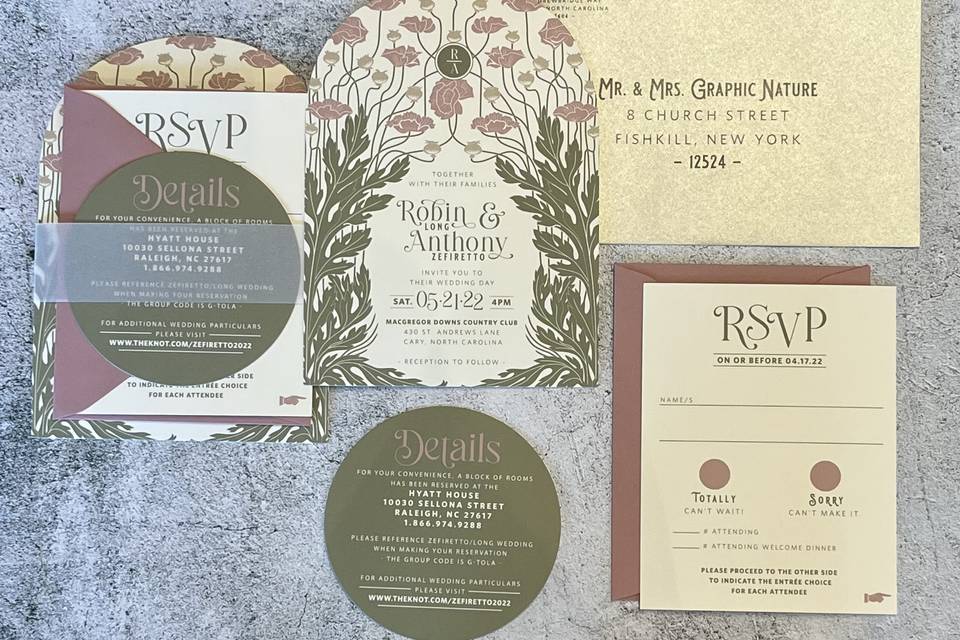 RSVP
Details
FOR YOUR CONVENIENCE, A BLOCK OF ROOMS
HAS BEEN RESERVED AT THE
HYATT HOUSE
10030 SELLONA STREET
RALEIGH, NC 27617
1.866.974.9288
PLEASE REFERENCE ZEFIRETTO/LONG WEDDING
WHEN MAKING YOUR RESERVATION
THE GROUP CODE IS G-TOLA
FOR ADDITIONAL WEDDING PARTICULARS
PLEASE VISIT
WWW.THEKNOT.COM/ZEFIRETTO2022
OTHER SIDE
TO INDICATE THE ENTRÉE CHOICE
FOR EACH ATTENDEE
R
A
TOGETHER
WITH THEIR FAMILIES
Robin &
LONG
Anthony
ZEFIRETTO
INVITE YOU TO
THEIR WEDDING DAY
SAT. 05·21·22 4PM
MACGREGOR DOWNS COUNTRY CLUB
430 ST. ANDREWS LANE
CARY, NORTH CAROLINA
- RECEPTION TO FOLLOW -
NORTH CAROLINA
MR. & MRS. GRAPHIC NATURE
8 CHURCH STREET
FISHKILL, NEW YORK
– 12524 –
Details
FOR YOUR CONVENIENCE, A BLOCK OF ROOMS
HAS BEEN RESERVED AT THE
HYATT HOUSE
10030 SELLONA STREET
RALEIGH, NC 27617
1.866.974.9288
PLEASE REFERENCE ZEFIRETTO/LONG WEDDING
WHEN MAKING YOUR RESERVATION
- THE GROUP CODE IS G-TOLA -
FOR ADDITIONAL WEDDING PARTICULARS
PLEASE VISIT
WWW.THEKNOT.COM/ZEFIRETTO2022
RSVP
ON OR BEFORE 04.17.22
NAME/S
TOTALLY
CAN'T WAIT!
SORRY
CAN'T MAKE IT
# ATTENDING
# ATTENDING WELCOME DINNER
PLEASE PROCEED TO THE OTHER SIDE
TO INDICATE THE ENTRÉE CHOICE
FOR EACH ATTENDEE